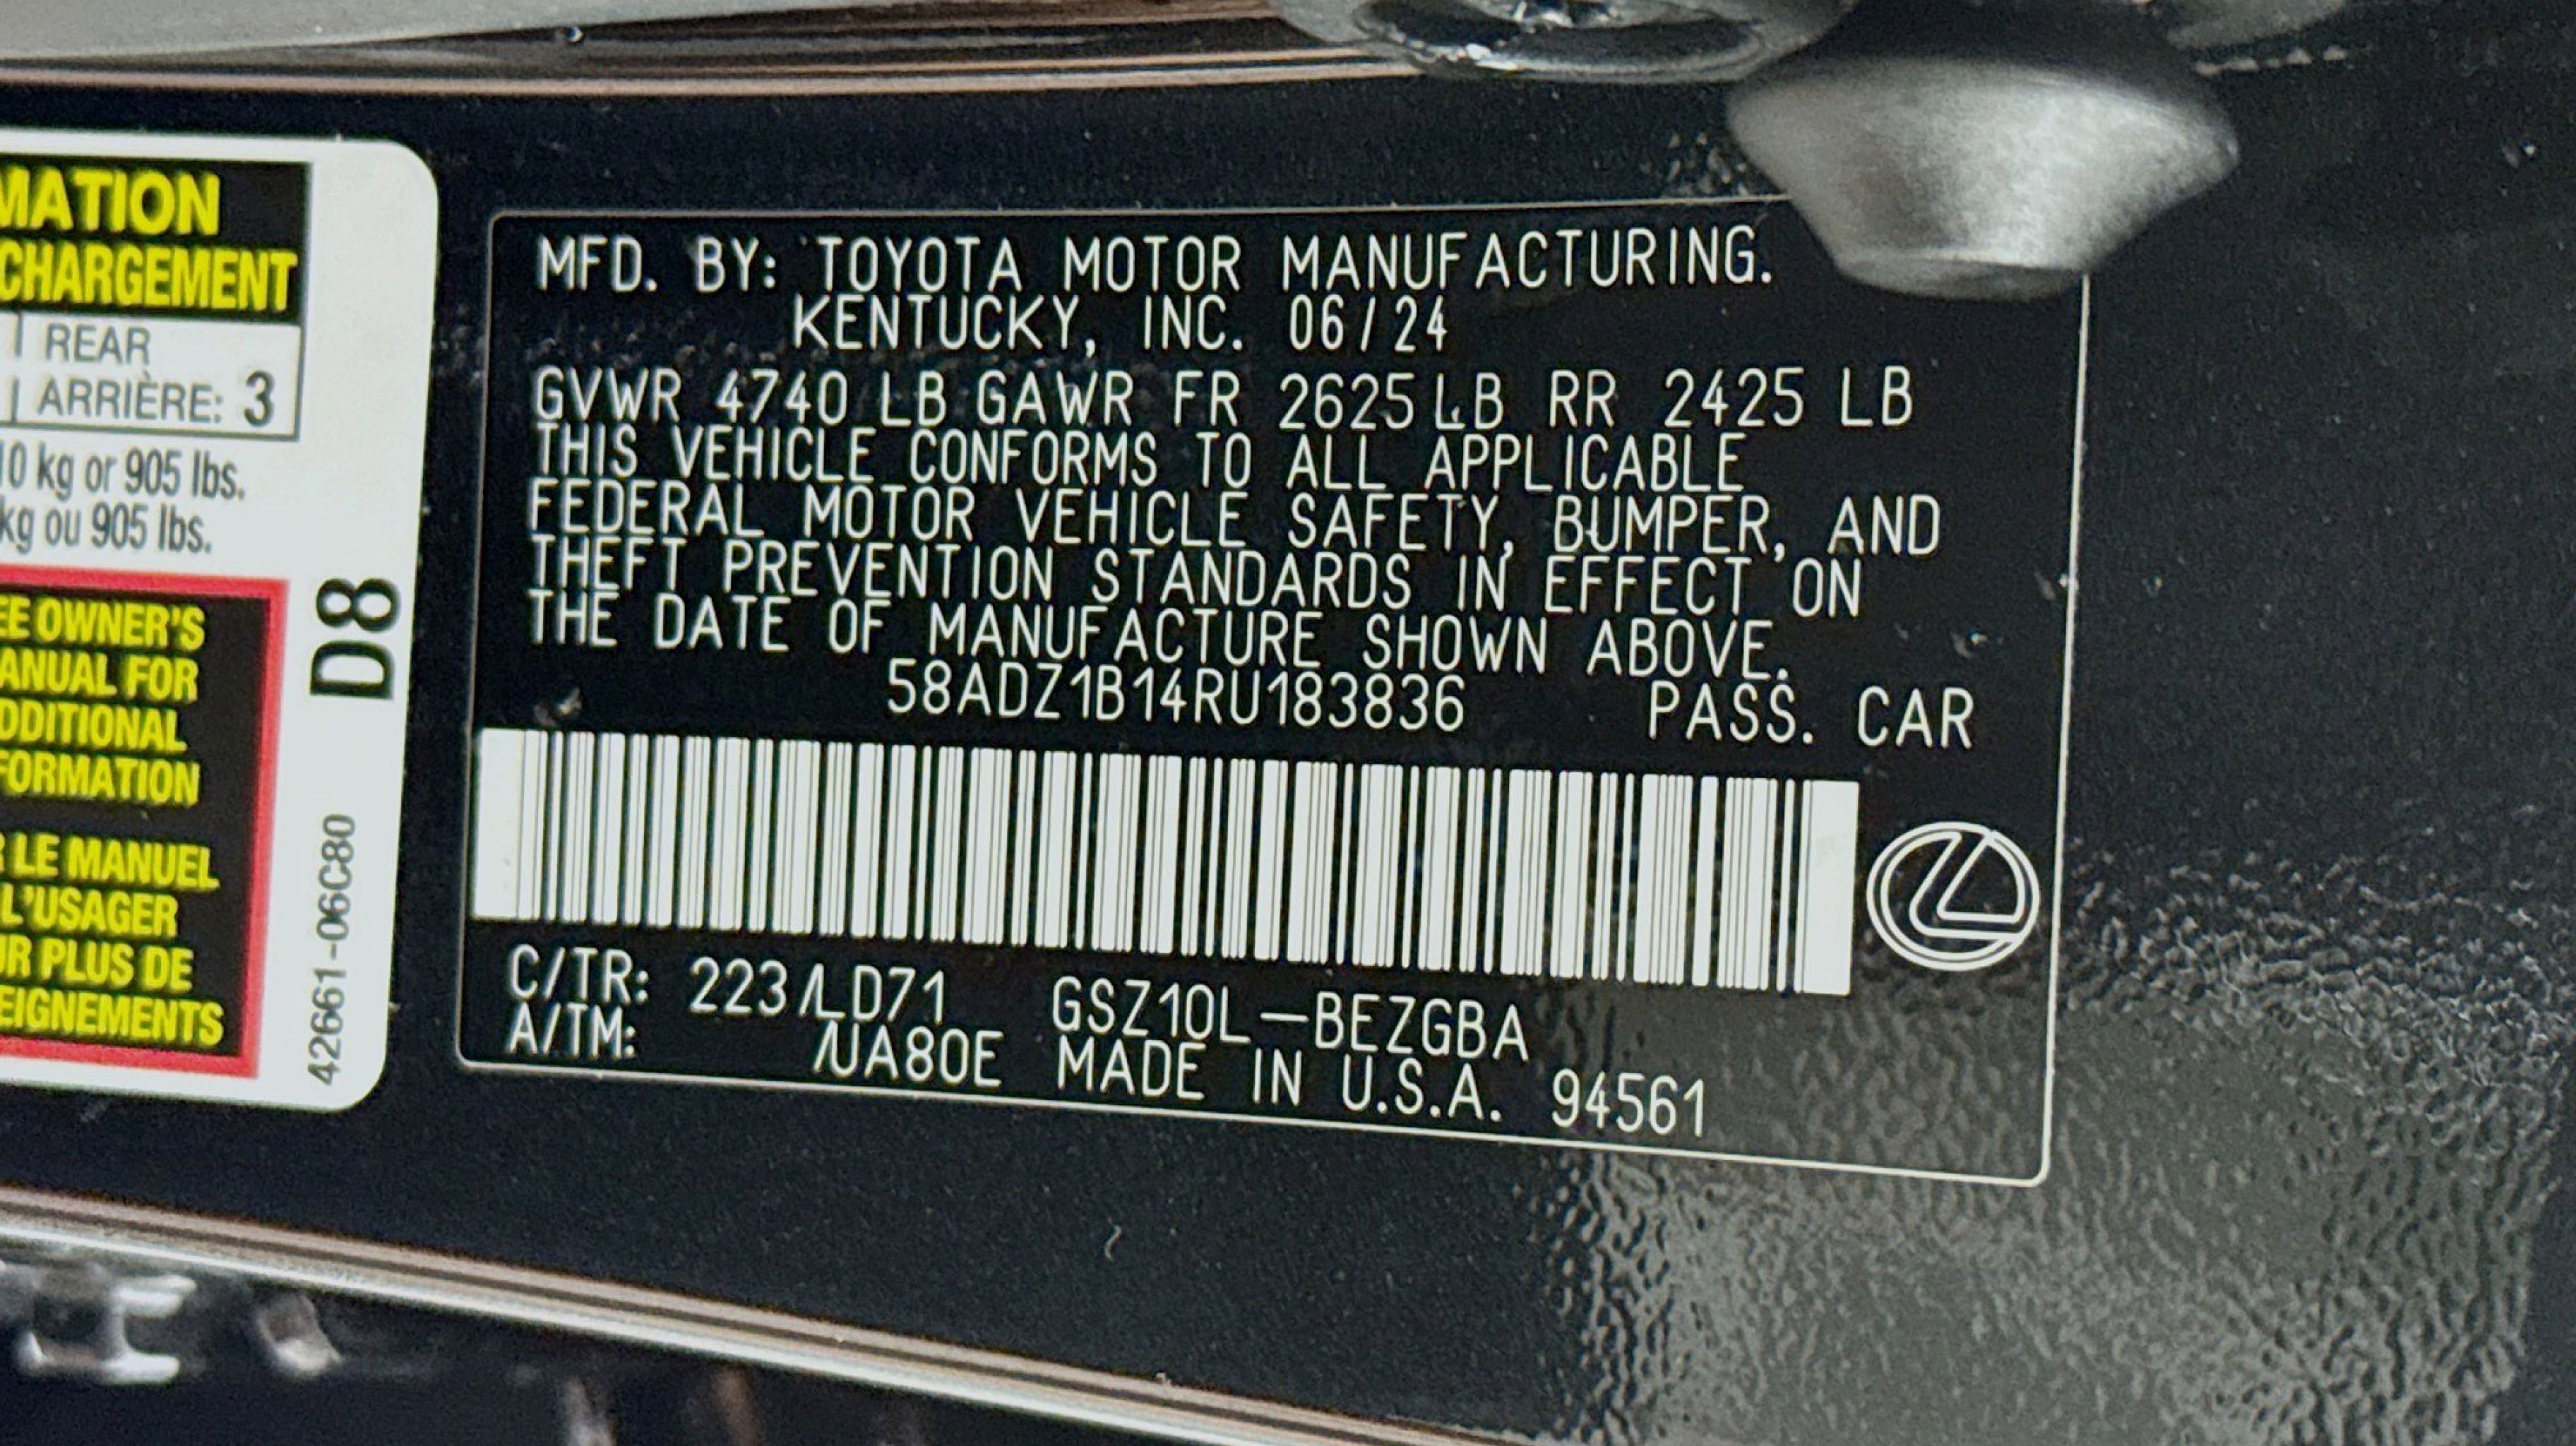 MATION
CHARGEMENT
REAR
ARRIÈRE: 3
0 kg or 905 lbs.
kg ou 905 lbs.
EE OWNER'S
ANUAL FOR
DDITIONAL
FORMATION
LE MANUEL
L'USAGER
R PLUS DE
EIGNEMENTS
D8
42661-06C80
MFD. BY: TOYOTA MOTOR MANUFACTURING.
KENTUCKY, INC. 06/24
GVWR 4740 LB GAWR FR 2625 LB RR 2425 LB
THIS VEHICLE CONFORMS TO ALL APPLICABLE
FEDERAL MOTOR VEHICLE SAFETY, BUMPER, AND
THEFT PREVENTION STANDARDS IN EFFECT ON
THE DATE OF MANUFACTURE SHOWN ABOVE.
58ADZ1B14RU183836 PASS. CAR
C/TR: 223/LD71 GSZ10L-BEZGBA
A/TM: /UA80E MADE IN U.S.A. 94561